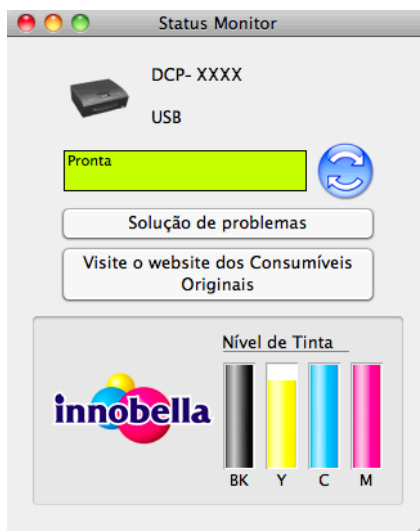 Status Monitor
DCP- XXXX
USB
Pronta
Solução de problemas
Visite o website dos Consumíveis
Originais
Nível de Tinta
innobella
BK Y C M